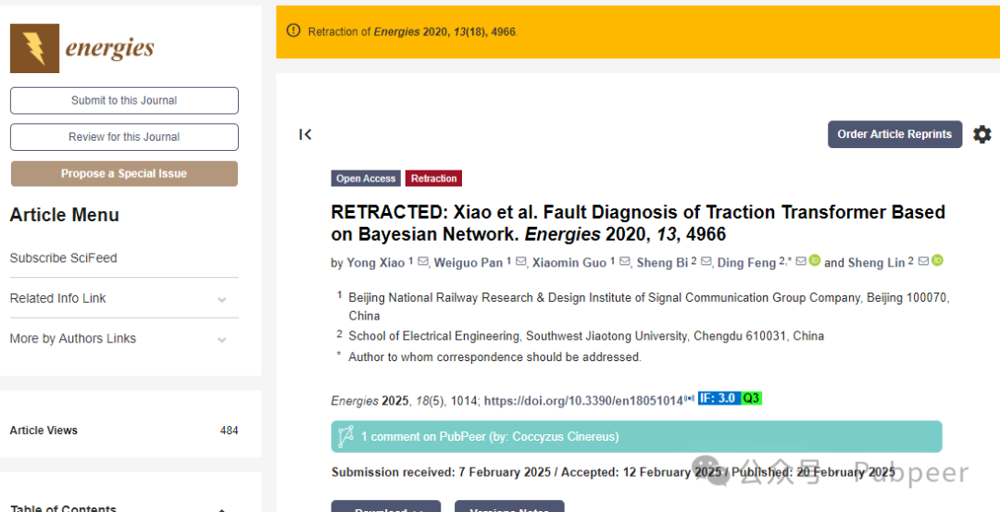 energies
Submit to this Journal
Review for this Journal
Propose a Special Issue
Article Menu
Subscribe SciFeed
Related Info Link
More by Authors Links
Article Views 484
Table of Contents
Retraction of Energies 2020, 13(18), 4966.
Order Article Reprints
Open Access Retraction
RETRACTED: Xiao et al. Fault Diagnosis of Traction Transformer Based
on Bayesian Network. Energies 2020, 13, 4966
by Yong Xiao 1, Weiguo Pan 1, Xiaomin Guo 1, Sheng Bi 2, Ding Feng 2,* and Sheng Lin 2
1 Beijing National Railway Research & Design Institute of Signal Communication Group Company, Beijing 100070,
China
2 School of Electrical Engineering, Southwest Jiaotong University, Chengdu 610031, China
* Author to whom correspondence should be addressed.
Energies 2025, 18(5), 1014; https://doi.org/10.3390/en18051014 IF: 3.0 Q3
1 comment on PubPeer (by: Coccyzus Cinereus)
Submission received: 7 February 2025 / Accepted: 12 February 2025 / Published: 20 February 2025
公众号 · Pubpeer
Download
Versions Notes